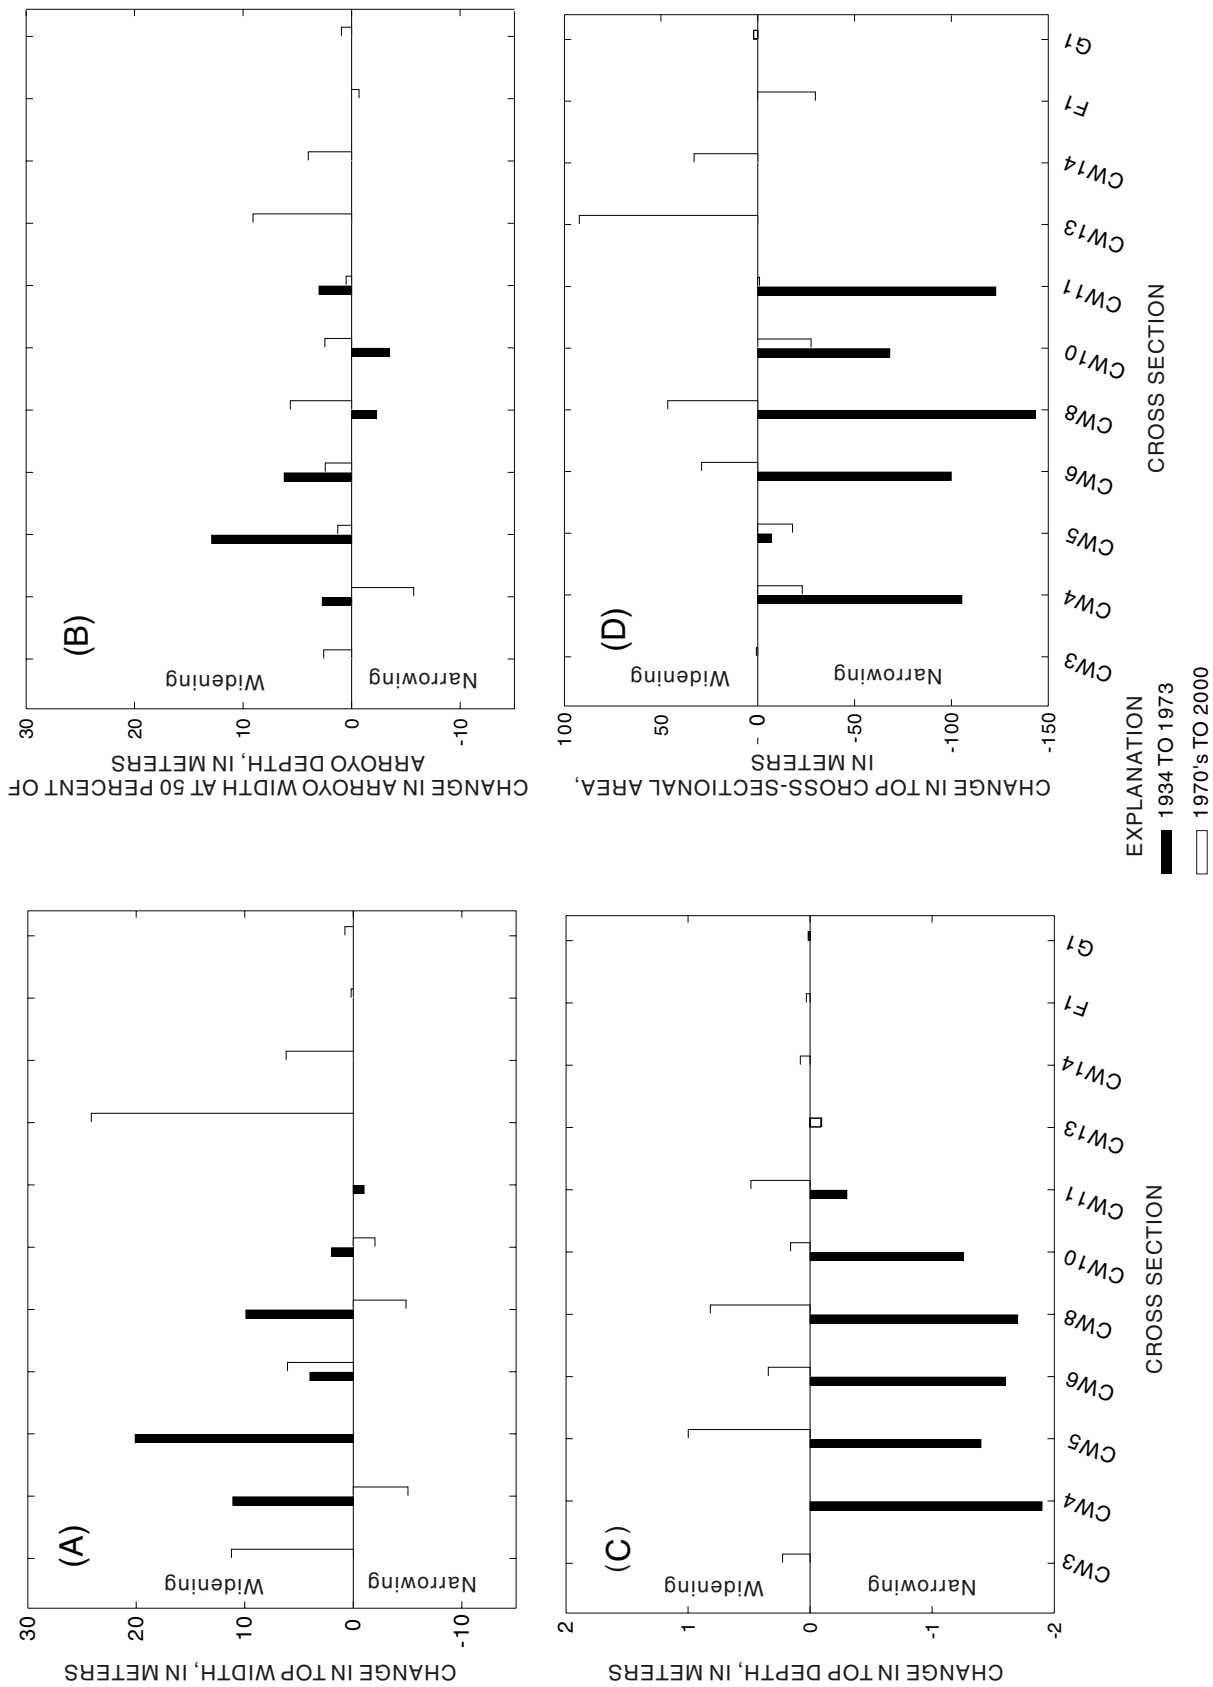 (A)
CHANGE IN TOP WIDTH, IN METERS
30
20
10
0
-10
Widening
Narrowing
(B)
CHANGE IN ARROYO WIDTH AT 50 PERCENT OF
ARROYO DEPTH, IN METERS
30
20
10
0
-10
Widening
Narrowing
(C)
CHANGE IN TOP DEPTH, IN METERS
2
1
0
-1
-2
Widening
Narrowing
CW3 CW4 CW5 CW6 CW8 CW10 CW11 CW13 CW14 F1 G1
CROSS SECTION
(D)
CHANGE IN TOP CROSS-SECTIONAL AREA,
IN METERS
100
50
0
-50
-100
-150
Widening
Narrowing
CW3 CW4 CW5 CW6 CW8 CW10 CW11 CW13 CW14 F1 G1
CROSS SECTION
EXPLANATION
1934 TO 1973
1970's TO 2000